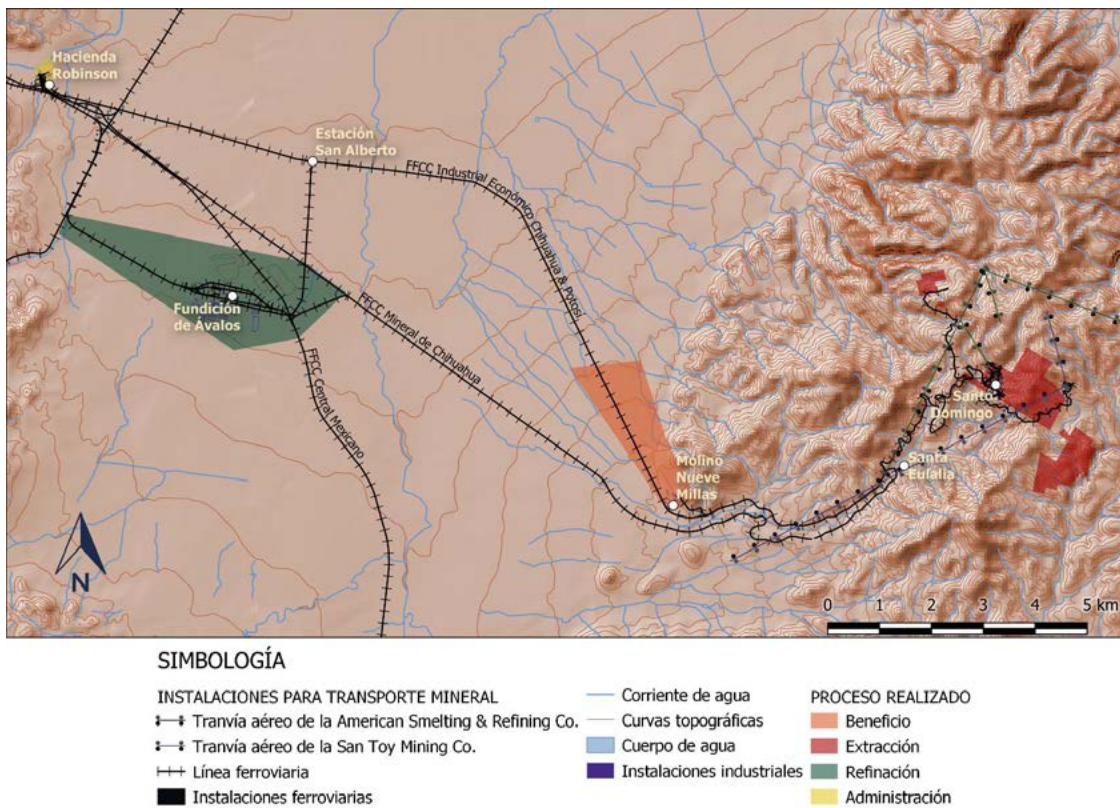 Hacienda
Robinson
Estación
San Alberto
FFCC Industrial Económico Chihuahua & Potosí
Fundición
de Ávalos
FFCC Mineral de Chihuahua
FFCC Central Mexicano
Santo
Domingo
Molino
Nueve
Millas
Santa
Eulalia
N
0 1 2 3 4 5 km
SIMBOLOGÍA
INSTALACIONES PARA TRANSPORTE MINERAL
Tranvía aéreo de la American Smelting & Refining Co.
Tranvía aéreo de la San Toy Mining Co.
Línea ferroviaria
Instalaciones ferroviarias
Corriente de agua
Curvas topográficas
Cuerpo de agua
Instalaciones industriales
PROCESO REALIZADO
Beneficio
Extracción
Refinación
Administración